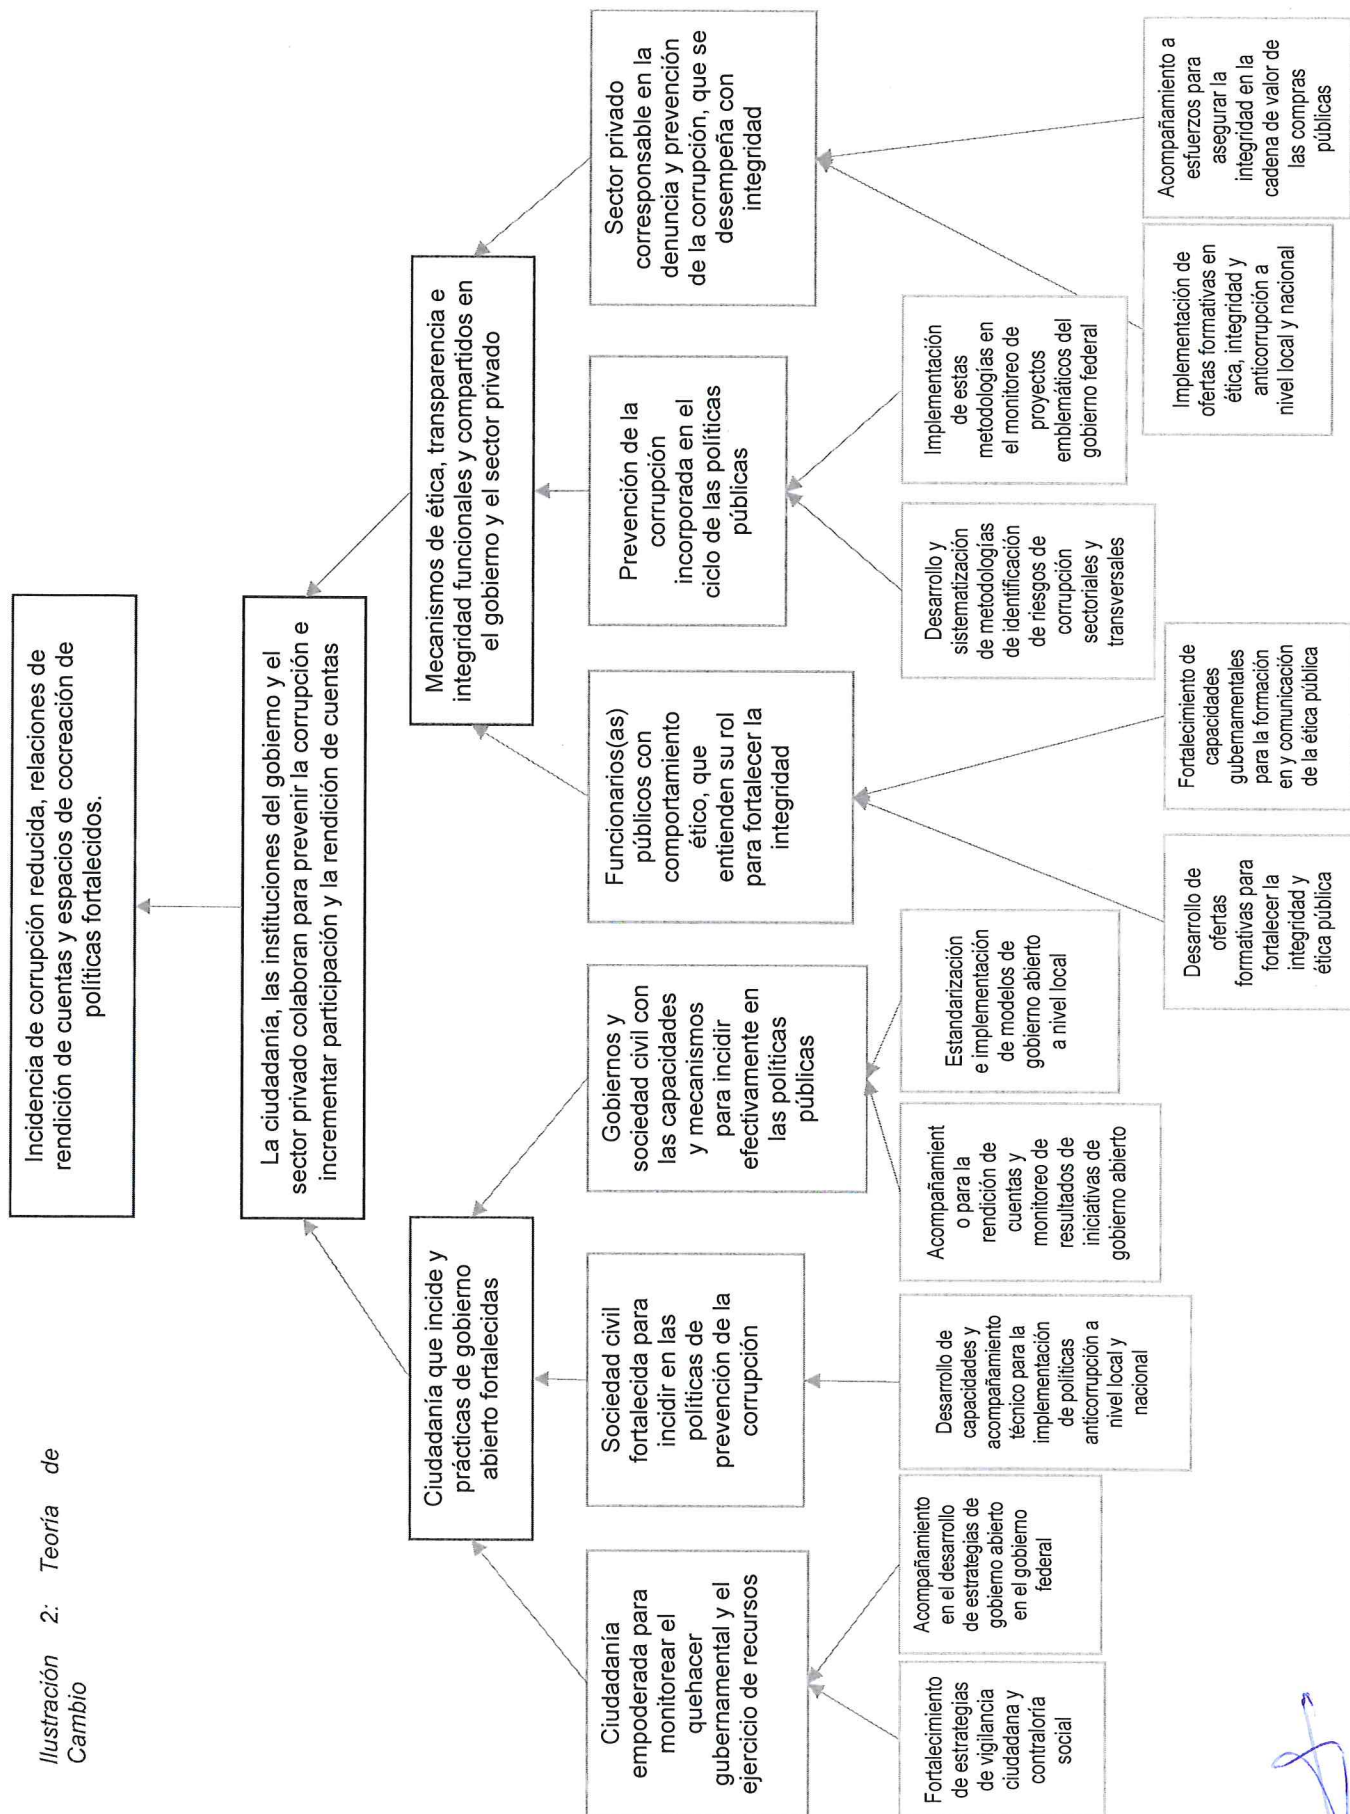 Ilustración 2: Teoría de
Cambio
Incidencia de corrupción reducida, relaciones de
rendición de cuentas y espacios de cocreación de
políticas fortalecidos.
La ciudadanía, las instituciones del gobierno y el
sector privado colaboran para prevenir la corrupción e
incrementar participación y la rendición de cuentas
Ciudadanía que incide y
prácticas de gobierno
abierto fortalecidas
Mecanismos de ética, transparencia e
integridad funcionales y compartidos en
el gobierno y el sector privado
Ciudadanía
empoderada para
monitorear el
quehacer
gubernamental y el
ejercicio de recursos
Sociedad civil
fortalecida para
incidir en las
políticas de
prevención de la
corrupción
Gobiernos y
sociedad civil con
las capacidades
y mecanismos
para incidir
efectivamente en
las políticas
públicas
Funcionarios(as)
públicos con
comportamiento
ético, que
entienden su rol
para fortalecer la
integridad
Prevención de la
corrupción
incorporada en el
ciclo de las políticas
públicas
Sector privado
corresponsable en la
denuncia y prevención
de la corrupción, que se
desempeña con
integridad
Fortalecimiento
de estrategias
de vigilancia
ciudadana y
contraloría
social
Acompañamiento
en el desarrollo
de estrategias de
gobierno abierto
en el gobierno
federal
Desarrollo de
capacidades y
acompañamiento
técnico para la
implementación
de políticas
anticorrupción a
nivel local y
nacional
Acompañamient
o para la
rendición de
cuentas y
monitoreo de
resultados de
iniciativas de
gobierno abierto
Estandarización
e implementación
de modelos de
gobierno abierto
a nivel local
Desarrollo de
ofertas
formativas para
fortalecer la
integridad y
ética pública
Fortalecimiento de
capacidades
gubernamentales
para la formación
en y comunicación
de la ética pública
Desarrollo y
sistematización
de metodologías
de identificación
de riesgos de
corrupción
sectoriales y
transversales
Implementación
de estas
metodologías en
el monitoreo de
proyectos
emblemáticos del
gobierno federal
Implementación de
ofertas formativas en
ética, integridad y
anticorrupción a
nivel local y nacional
Acompañamiento a
esfuerzos para
asegurar la
integridad en la
cadena de valor de
las compras
públicas